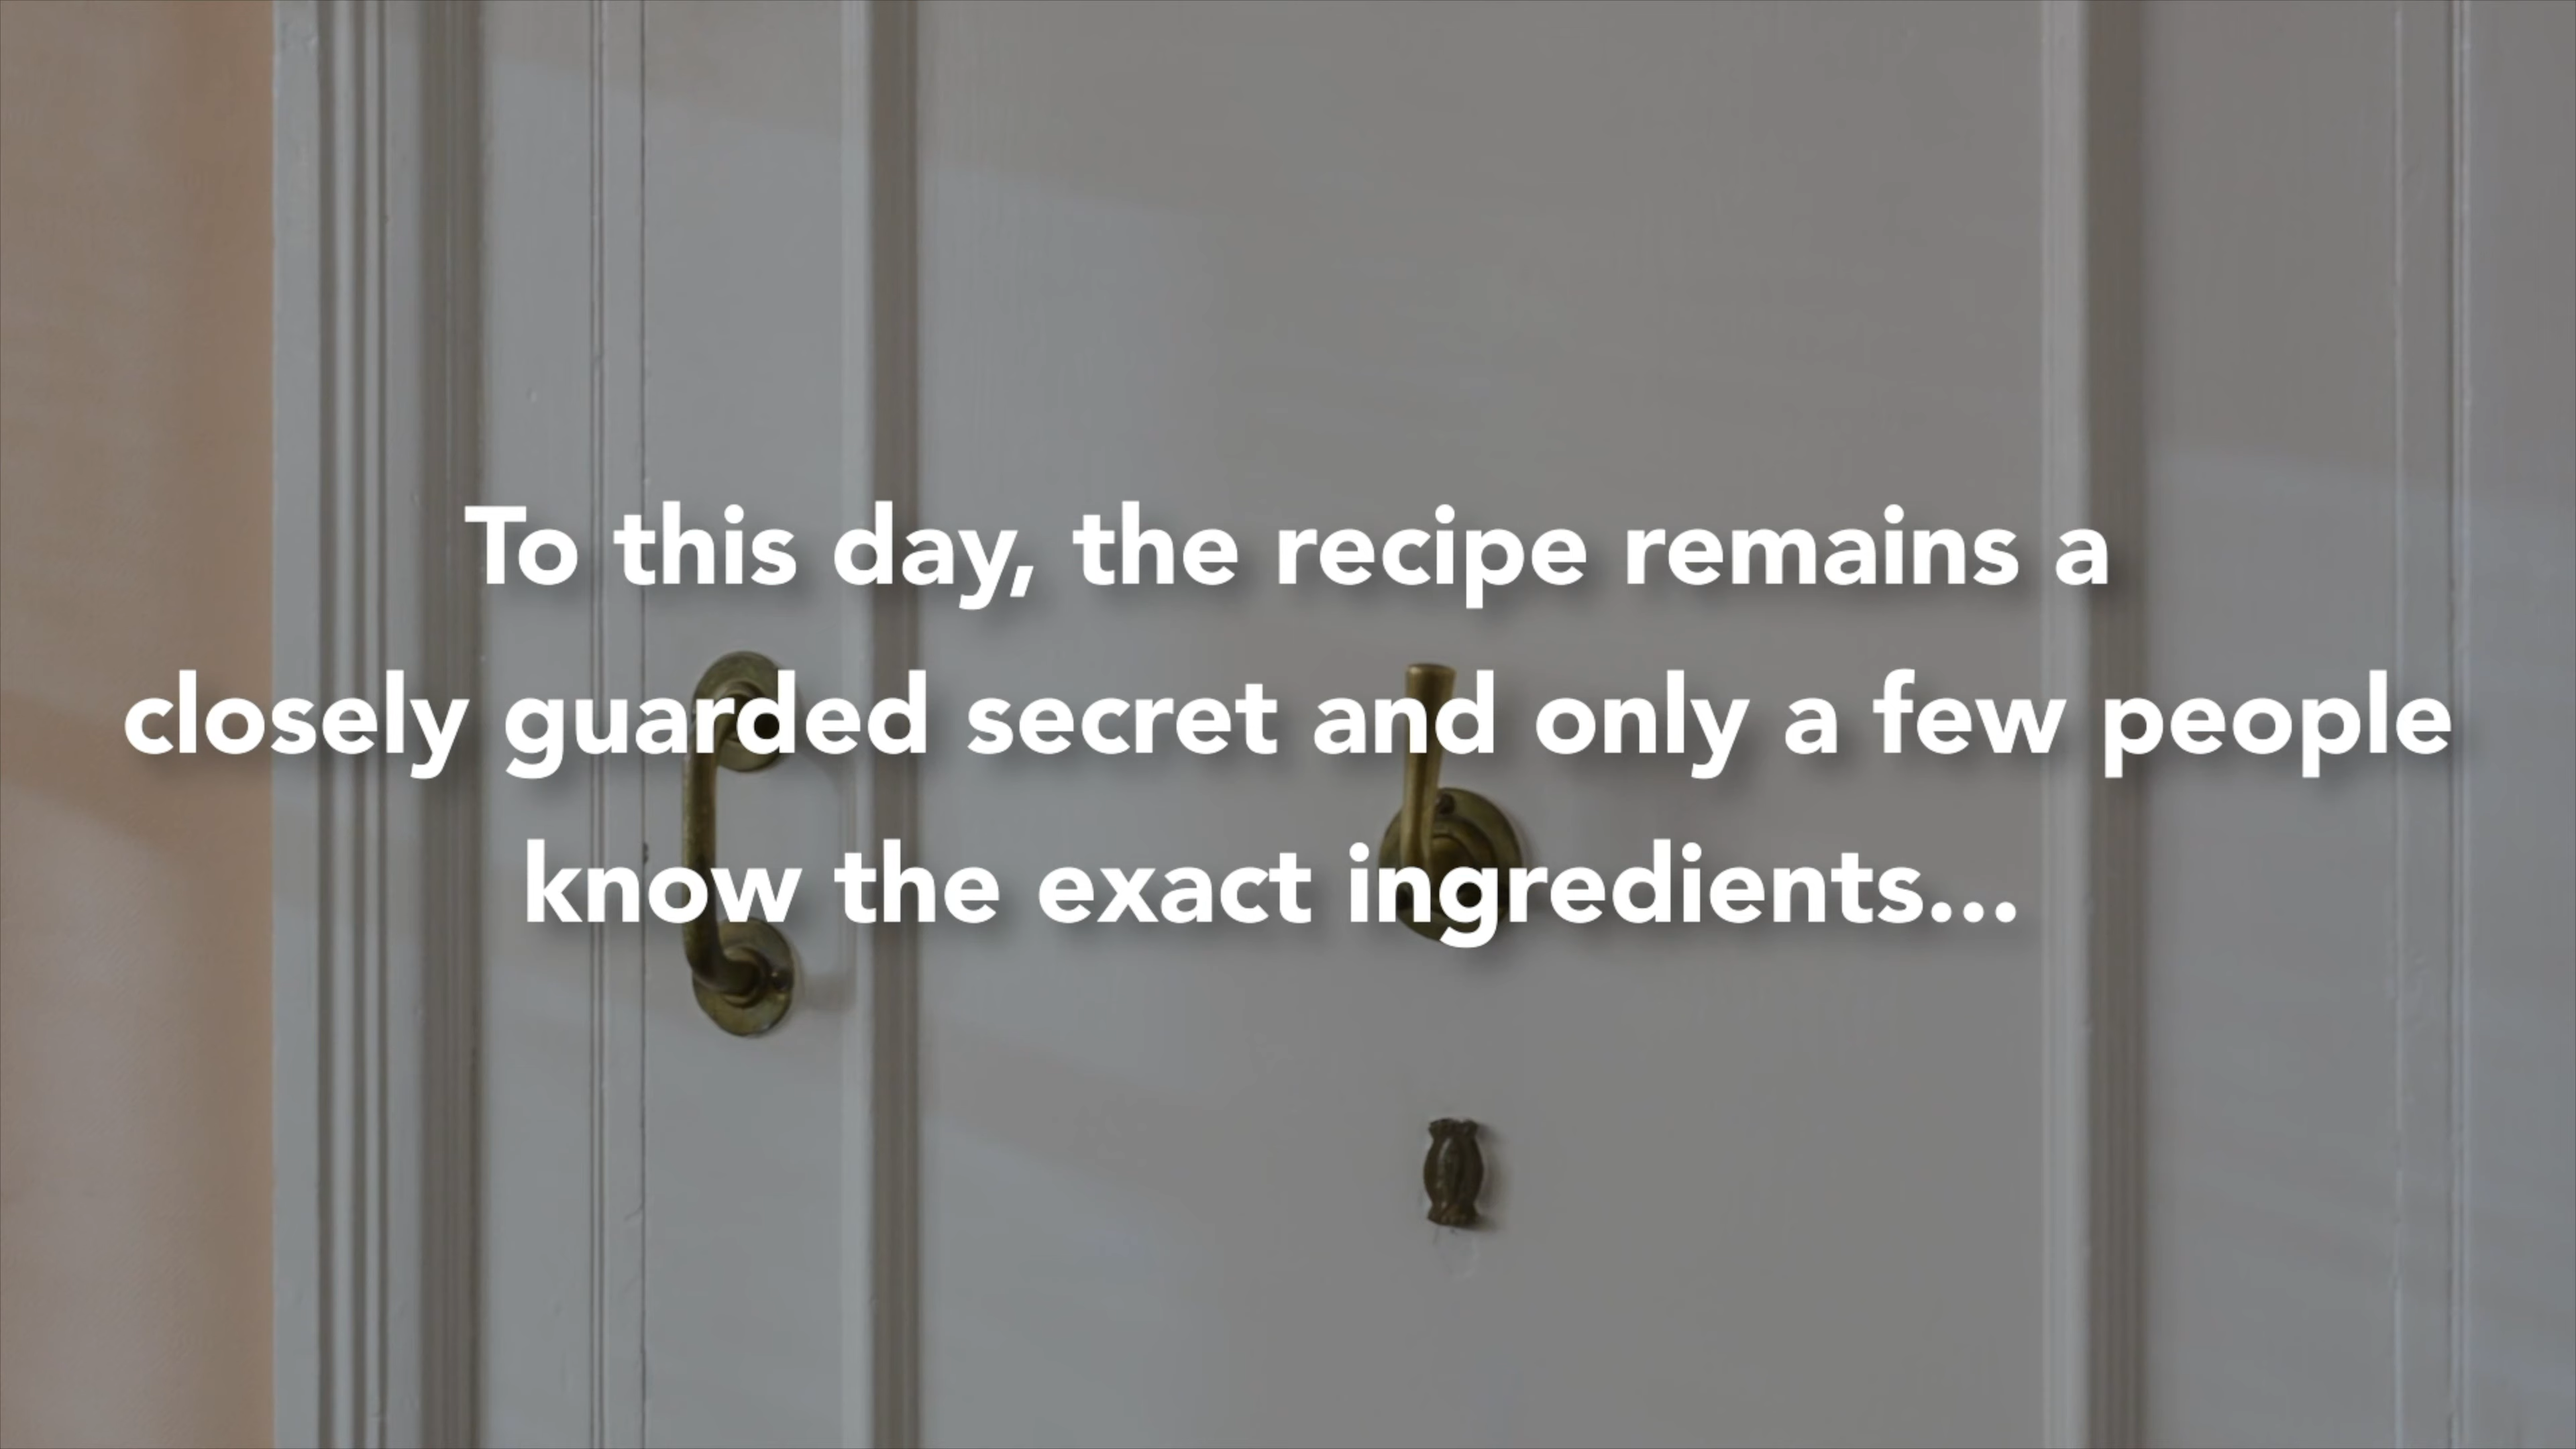 To this day, the recipe remains a
closely guarded secret and only a few people
know the exact ingredients...